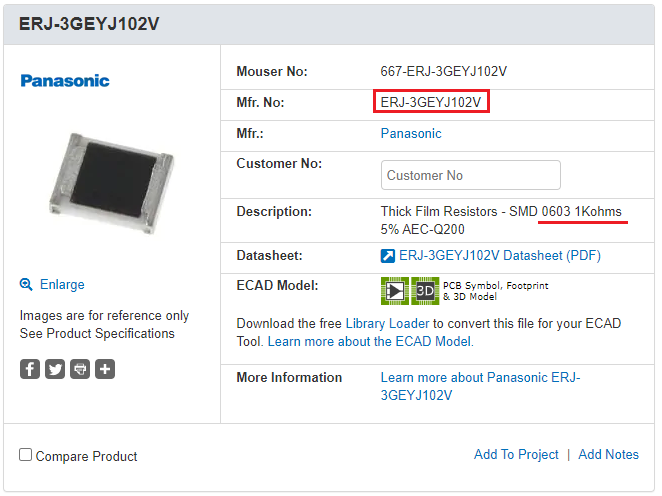 ERJ-3GEYJ102V
Panasonic
Enlarge
Images are for reference only
See Product Specifications
Mouser No: 667-ERJ-3GEYJ102V
Mfr. No: ERJ-3GEYJ102V
Mfr.: Panasonic
Customer No: Customer No
Description: Thick Film Resistors - SMD 0603 1Kohms
5% AEC-Q200
Datasheet: ERJ-3GEYJ102V Datasheet (PDF)
ECAD Model: 3D PCB Symbol, Footprint
& 3D Model
Download the free Library Loader to convert this file for your ECAD
Tool. Learn more about the ECAD Model.
More Information Learn more about Panasonic ERJ-
3GEYJ102V
Compare Product Add To Project | Add Notes